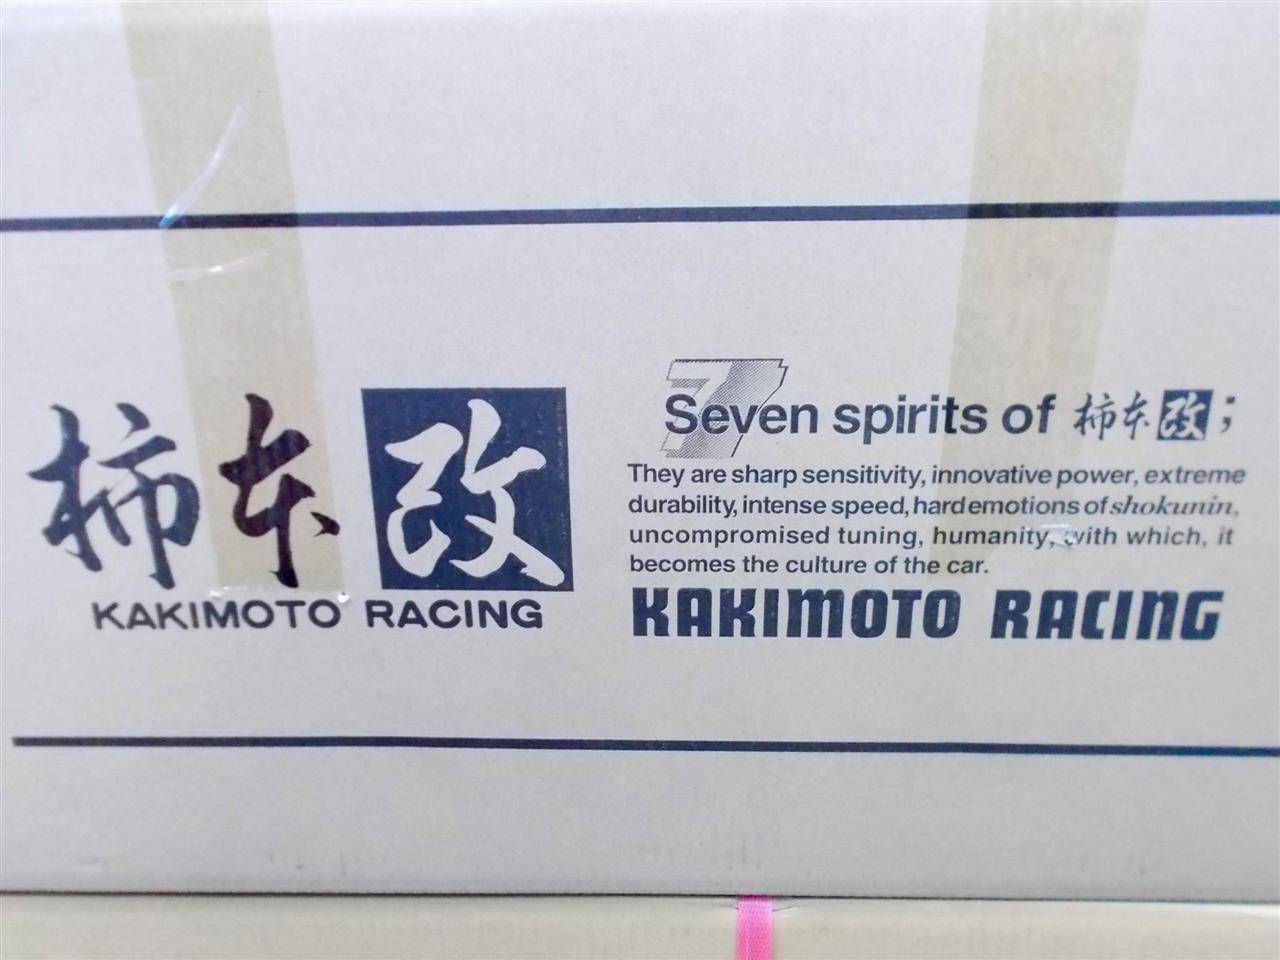 柿本改
KAKIMOTO RACING
7
Seven spirits of 柿本改;
They are sharp sensitivity, innovative power, extreme
durability, intense speed, hard emotions of shokunin,
uncompromised tuning, humanity, with which, it
becomes the culture of the car.
KAKIMOTO RACING